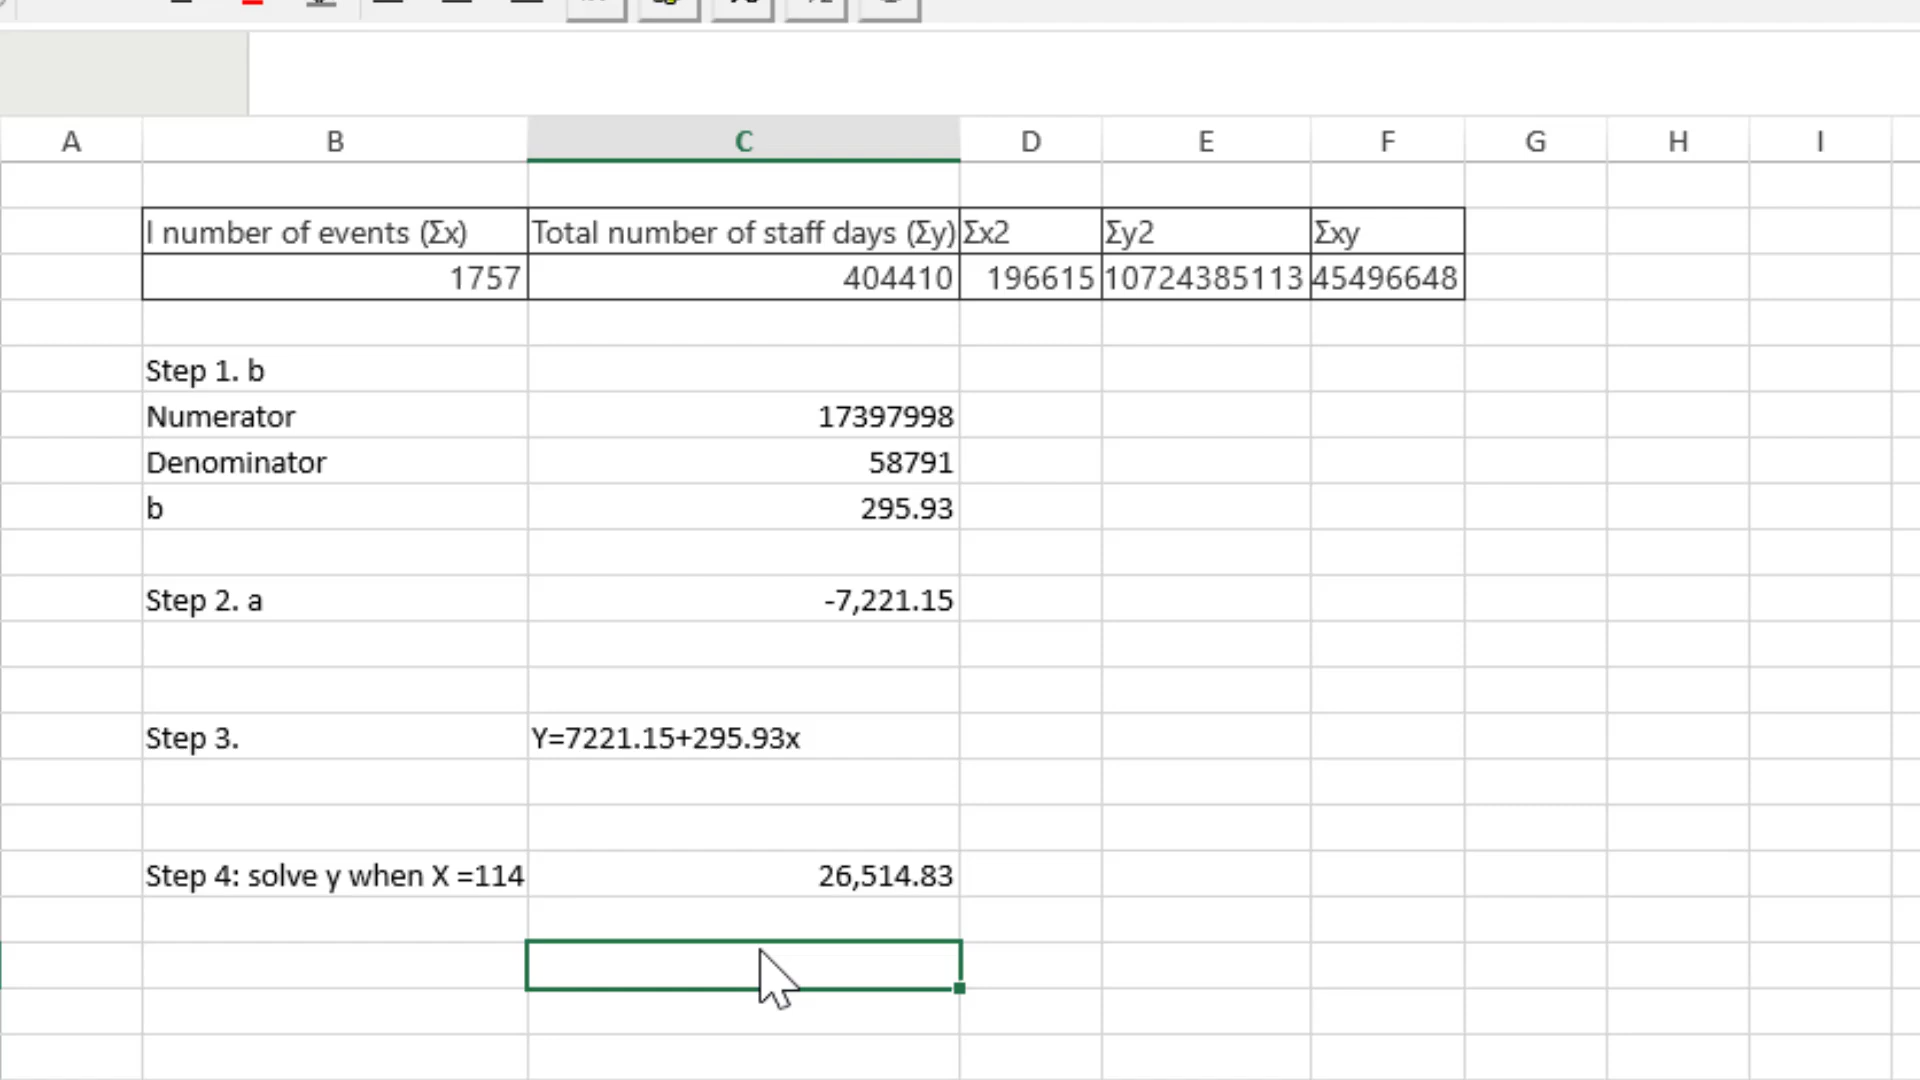 A B C D E F G H I
l number of events (Σx) Total number of staff days (Σy) Σx2 Σy2 Σxy
1757 404410 196615 10724385113 45496648
Step 1. b
Numerator 17397998
Denominator 58791
b 295.93
Step 2. a -7,221.15
Step 3. Y=7221.15+295.93x
Step 4: solve y when X =114 26,514.83